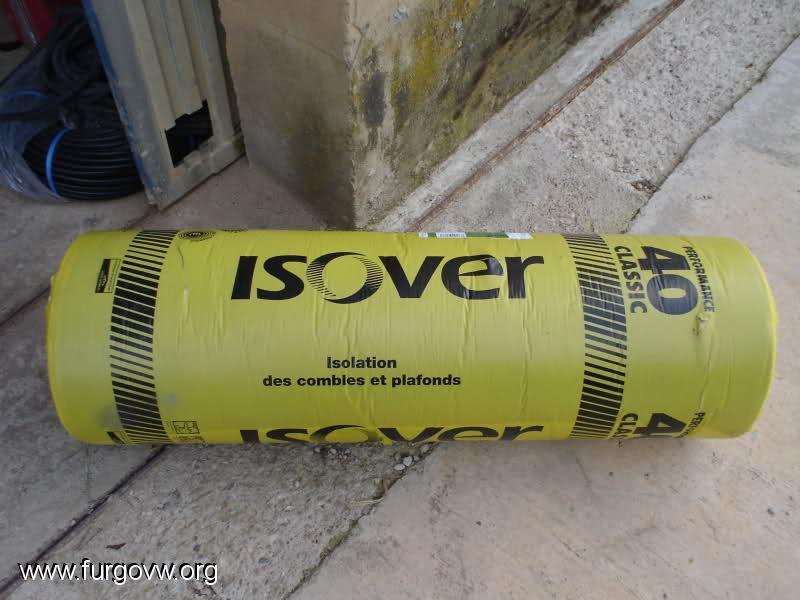 ISOVER
Isolation
des combles et plafonds
PERFORMANCE
40
CLASSIC
ISOVER
www.furgovw.org